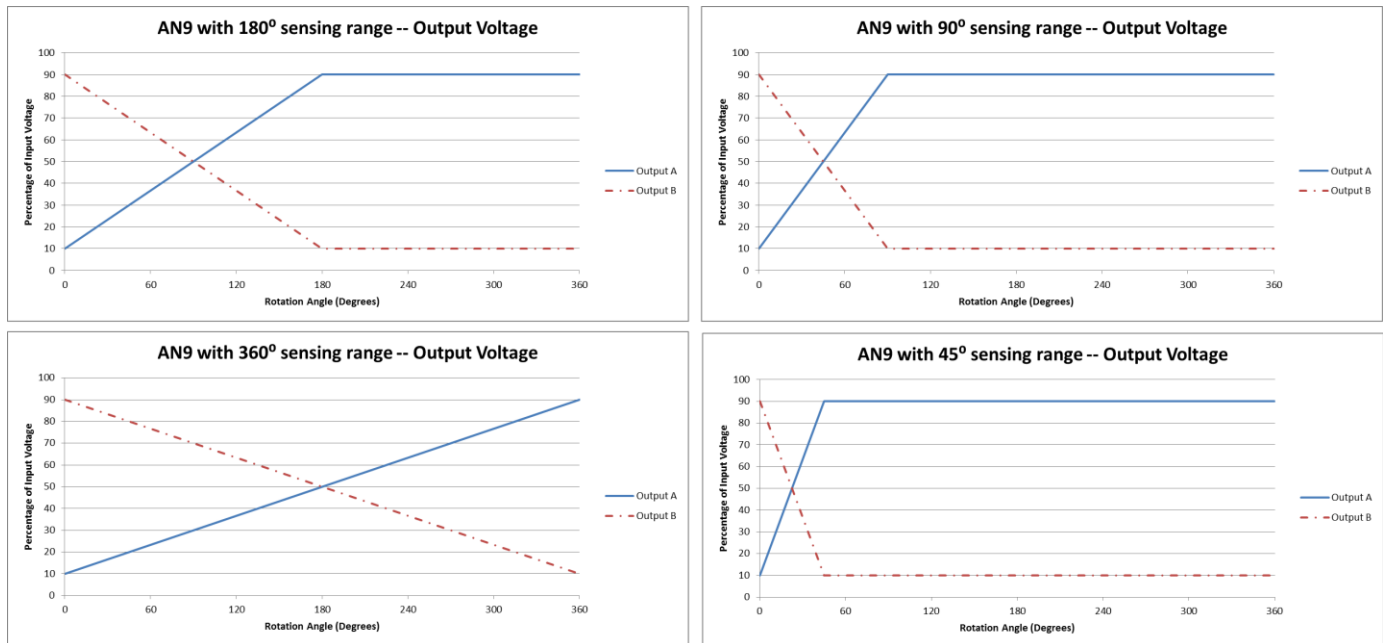 AN9 with 180⁰ sensing range -- Output Voltage
Percentage of Input Voltage
100
90
80
70
60
50
40
30
20
10
0
0 60 120 180 240 300 360
Rotation Angle (Degrees)
Output A
Output B
AN9 with 90⁰ sensing range -- Output Voltage
Percentage of Input Voltage
100
90
80
70
60
50
40
30
20
10
0
0 60 120 180 240 300 360
Rotation Angle (Degrees)
Output A
Output B
AN9 with 360⁰ sensing range -- Output Voltage
Percentage of Input Voltage
100
90
80
70
60
50
40
30
20
10
0
0 60 120 180 240 300 360
Rotation Angle (Degrees)
Output A
Output B
AN9 with 45⁰ sensing range -- Output Voltage
Percentage of Input Voltage
100
90
80
70
60
50
40
30
20
10
0
0 60 120 180 240 300 360
Rotation Angle (Degrees)
Output A
Output B